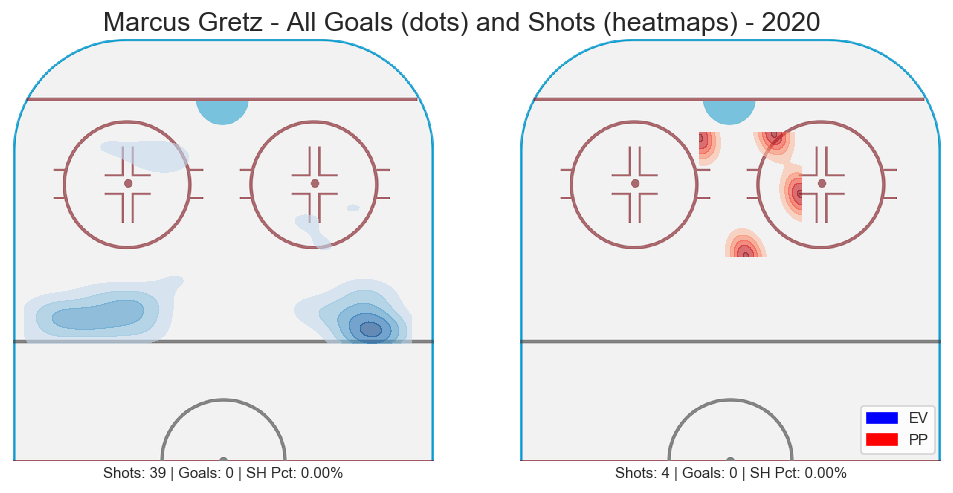 Marcus Gretz - All Goals (dots) and Shots (heatmaps) - 2020
EV
PP
Shots: 39 | Goals: 0 | SH Pct: 0.00%
Shots: 4 | Goals: 0 | SH Pct: 0.00%